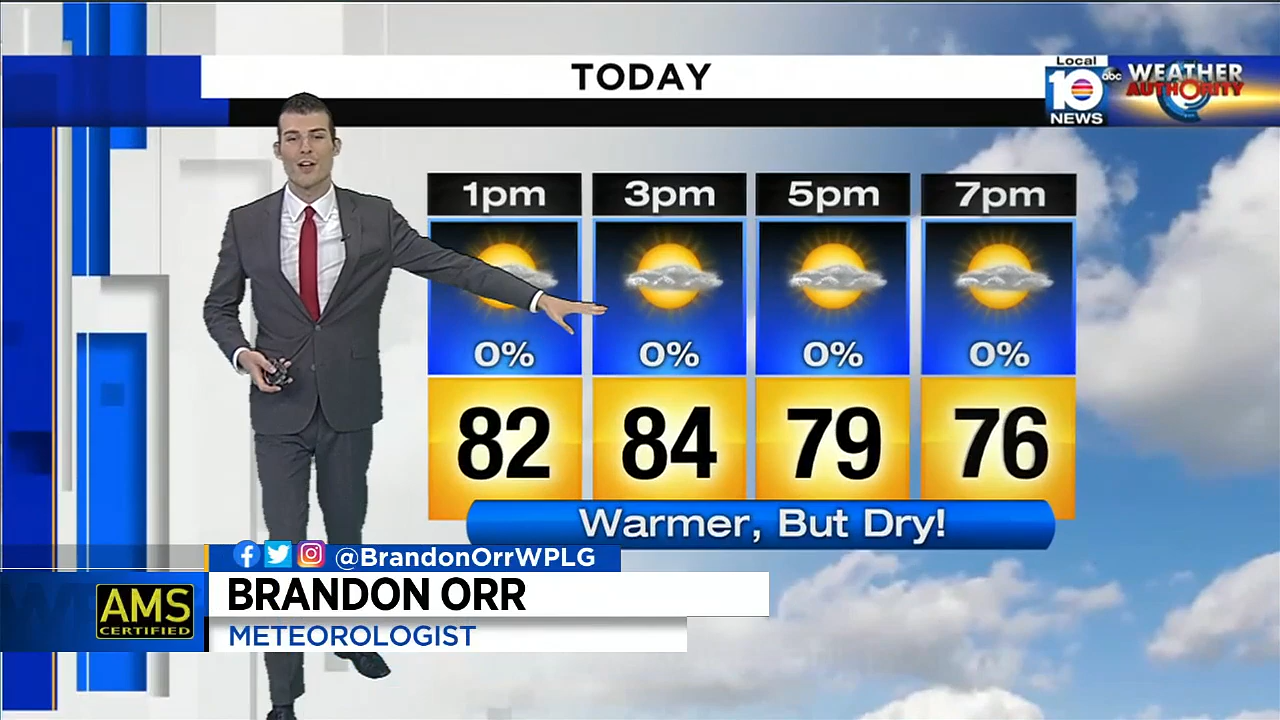 TODAY
Local
10
NEWS
abc
WEATHER
AUTHORITY
1pm 3pm 5pm 7pm
0% 0% 0% 0%
82 84 79 76
Warmer, But Dry!
@BrandonOrrWPLG
BRANDON ORR
AMS
CERTIFIED
METEOROLOGIST